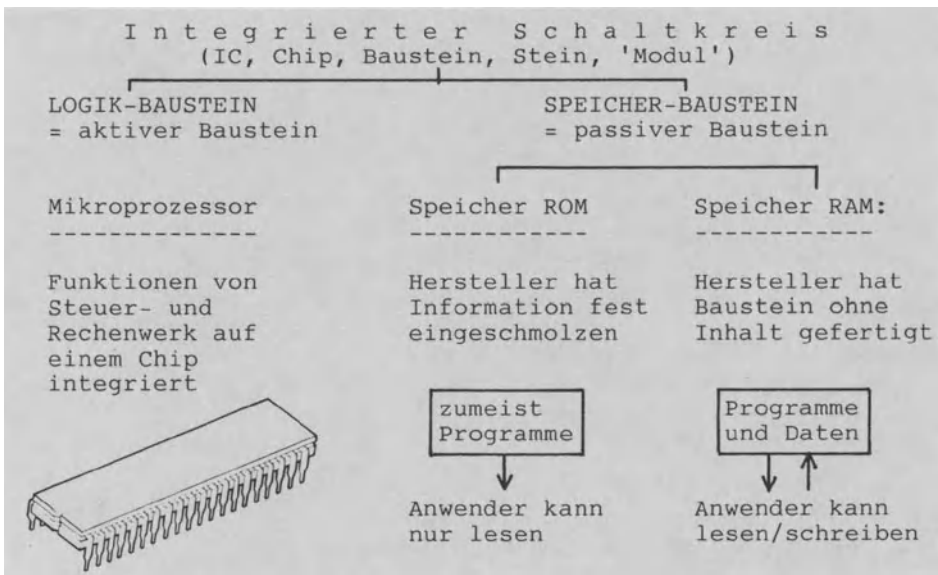 Integrierter Schaltkreis
(IC, Chip, Baustein, Stein, 'Modul')
LOGIK-BAUSTEIN
= aktiver Baustein
SPEICHER-BAUSTEIN
= passiver Baustein
Mikroprozessor
Funktionen von
Steuer- und
Rechenwerk auf
einem Chip
integriert
Speicher ROM
Hersteller hat
Information fest
eingeschmolzen
zumeist
Programme
Anwender kann
nur lesen
Speicher RAM:
Hersteller hat
Baustein ohne
Inhalt gefertigt
Programme
und Daten
Anwender kann
lesen/schreiben